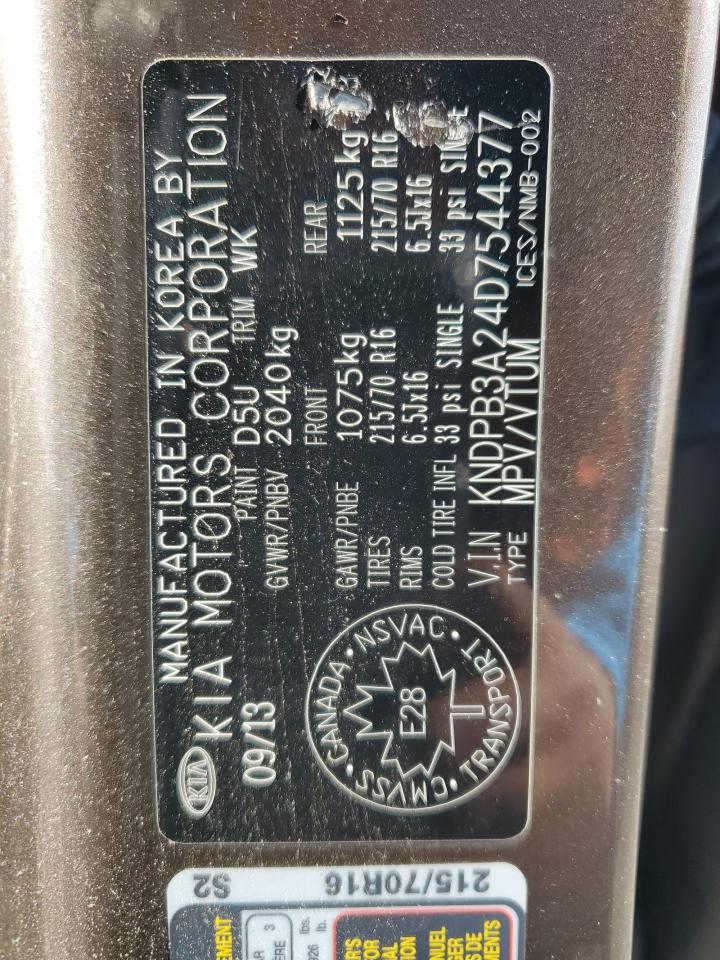 MANUFACTURED IN KOREA BY
KIA KIA MOTORS CORPORATION
09/13 PAINT D5U TRIM WK
GVWR/PNBV 2040kg
FRONT REAR
GAWR/PNBE 1075kg 1125kg
TIRES 215/70 R16 215/70 R16
RIMS 6.5Jx16 6.5Jx16
COLD TIRE INFL 33 psi SINGLE 33 psi SINGLE
V.I.N KNDPB3A24D7544377
TYPE MPV/VTUM ICES/NMB-002
CANADA · NSVAC · TRANSPORT · CMVSS ·
E28
S2
215/70R16
3
lbs.
lb.